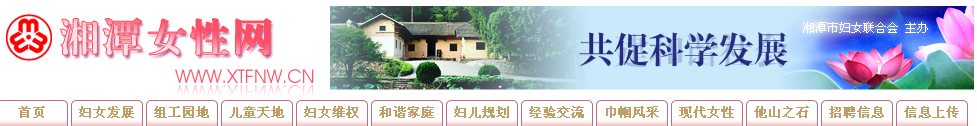 湘潭女性网
WWW.XTFNW.CN
共促科学发展
湘潭市妇女联合会 主办
首页 妇女发展 组工园地 儿童天地 妇女维权 和谐家庭 妇儿规划 经验交流 巾帼风采 现代女性 他山之石 招聘信息 信息上传